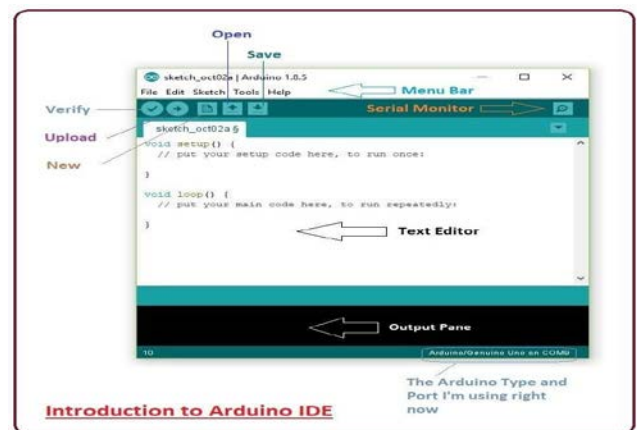 Open
Save
sketch_oct02a | Arduino 1.8.5
File Edit Sketch Tools Help
Menu Bar
Verify
Serial Monitor
Upload
sketch_oct02a §
New
void setup() {
// put your setup code here, to run once:
}
void loop() {
// put your main code here, to run repeatedly:
}
Text Editor
Output Pane
10
Arduino/Genuino Uno on COM9
The Arduino Type and
Port I'm using right
now
Introduction to Arduino IDE